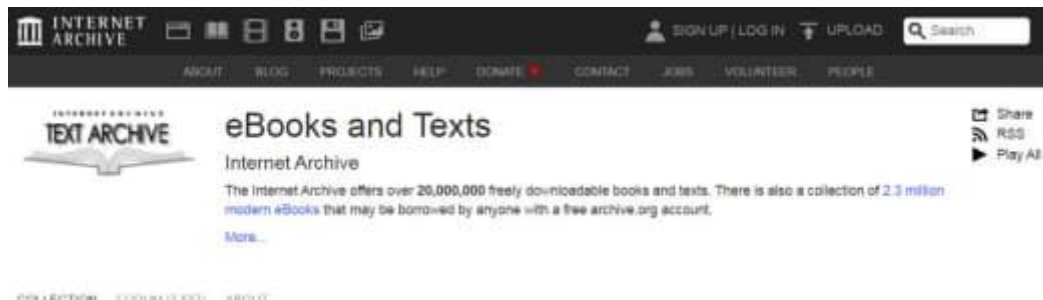 INTERNET
ARCHIVE
SIGN UP | LOG IN
UPLOAD
Search
ABOUT BLOG PROJECTS HELP DONATE CONTACT JOBS VOLUNTEER PEOPLE
INTERNET ARCHIVE
TEXT ARCHIVE
eBooks and Texts
Internet Archive
The Internet Archive offers over 20,000,000 freely downloadable books and texts. There is also a collection of 2.3 million
modern eBooks that may be borrowed by anyone with a free archive.org account.
More...
Share
RSS
Play All
COLLECTION ABOUT